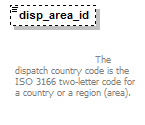 disp_area_id
The
dispatch country code is the
ISO 3166 two-letter code for
a country or a region (area).